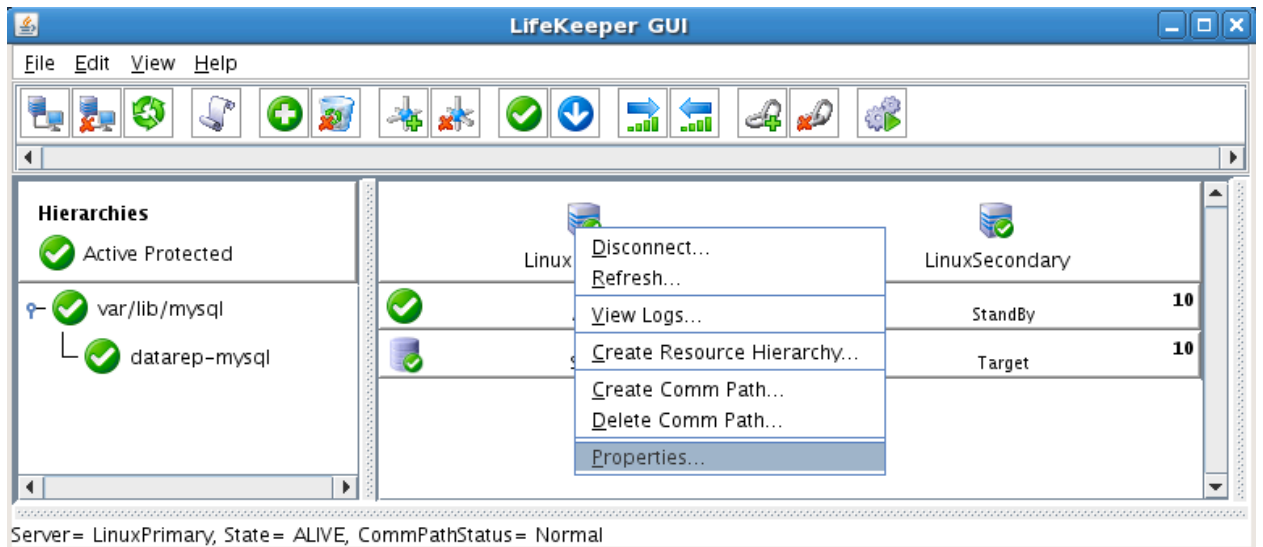 LifeKeeper GUI
File Edit View Help
Hierarchies
Active Protected
var/lib/mysql
datarep-mysql
Linux
LinuxSecondary
Disconnect...
Refresh...
View Logs...
Create Resource Hierarchy...
Create Comm Path...
Delete Comm Path...
Properties...
StandBy 10
Target 10
Server= LinuxPrimary, State= ALIVE, CommPathStatus= Normal